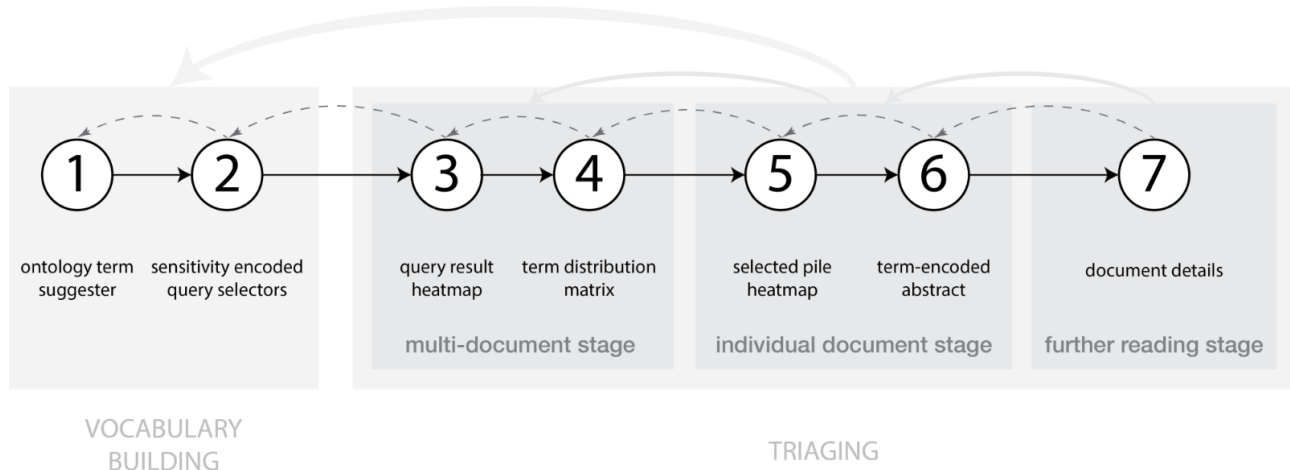 1 2 3 4 5 6 7
ontology term sensitivity encoded query result term distribution selected pile term-encoded document details
suggester query selectors heatmap matrix heatmap abstract
multi-document stage individual document stage further reading stage
VOCABULARY
BUILDING
TRIAGING